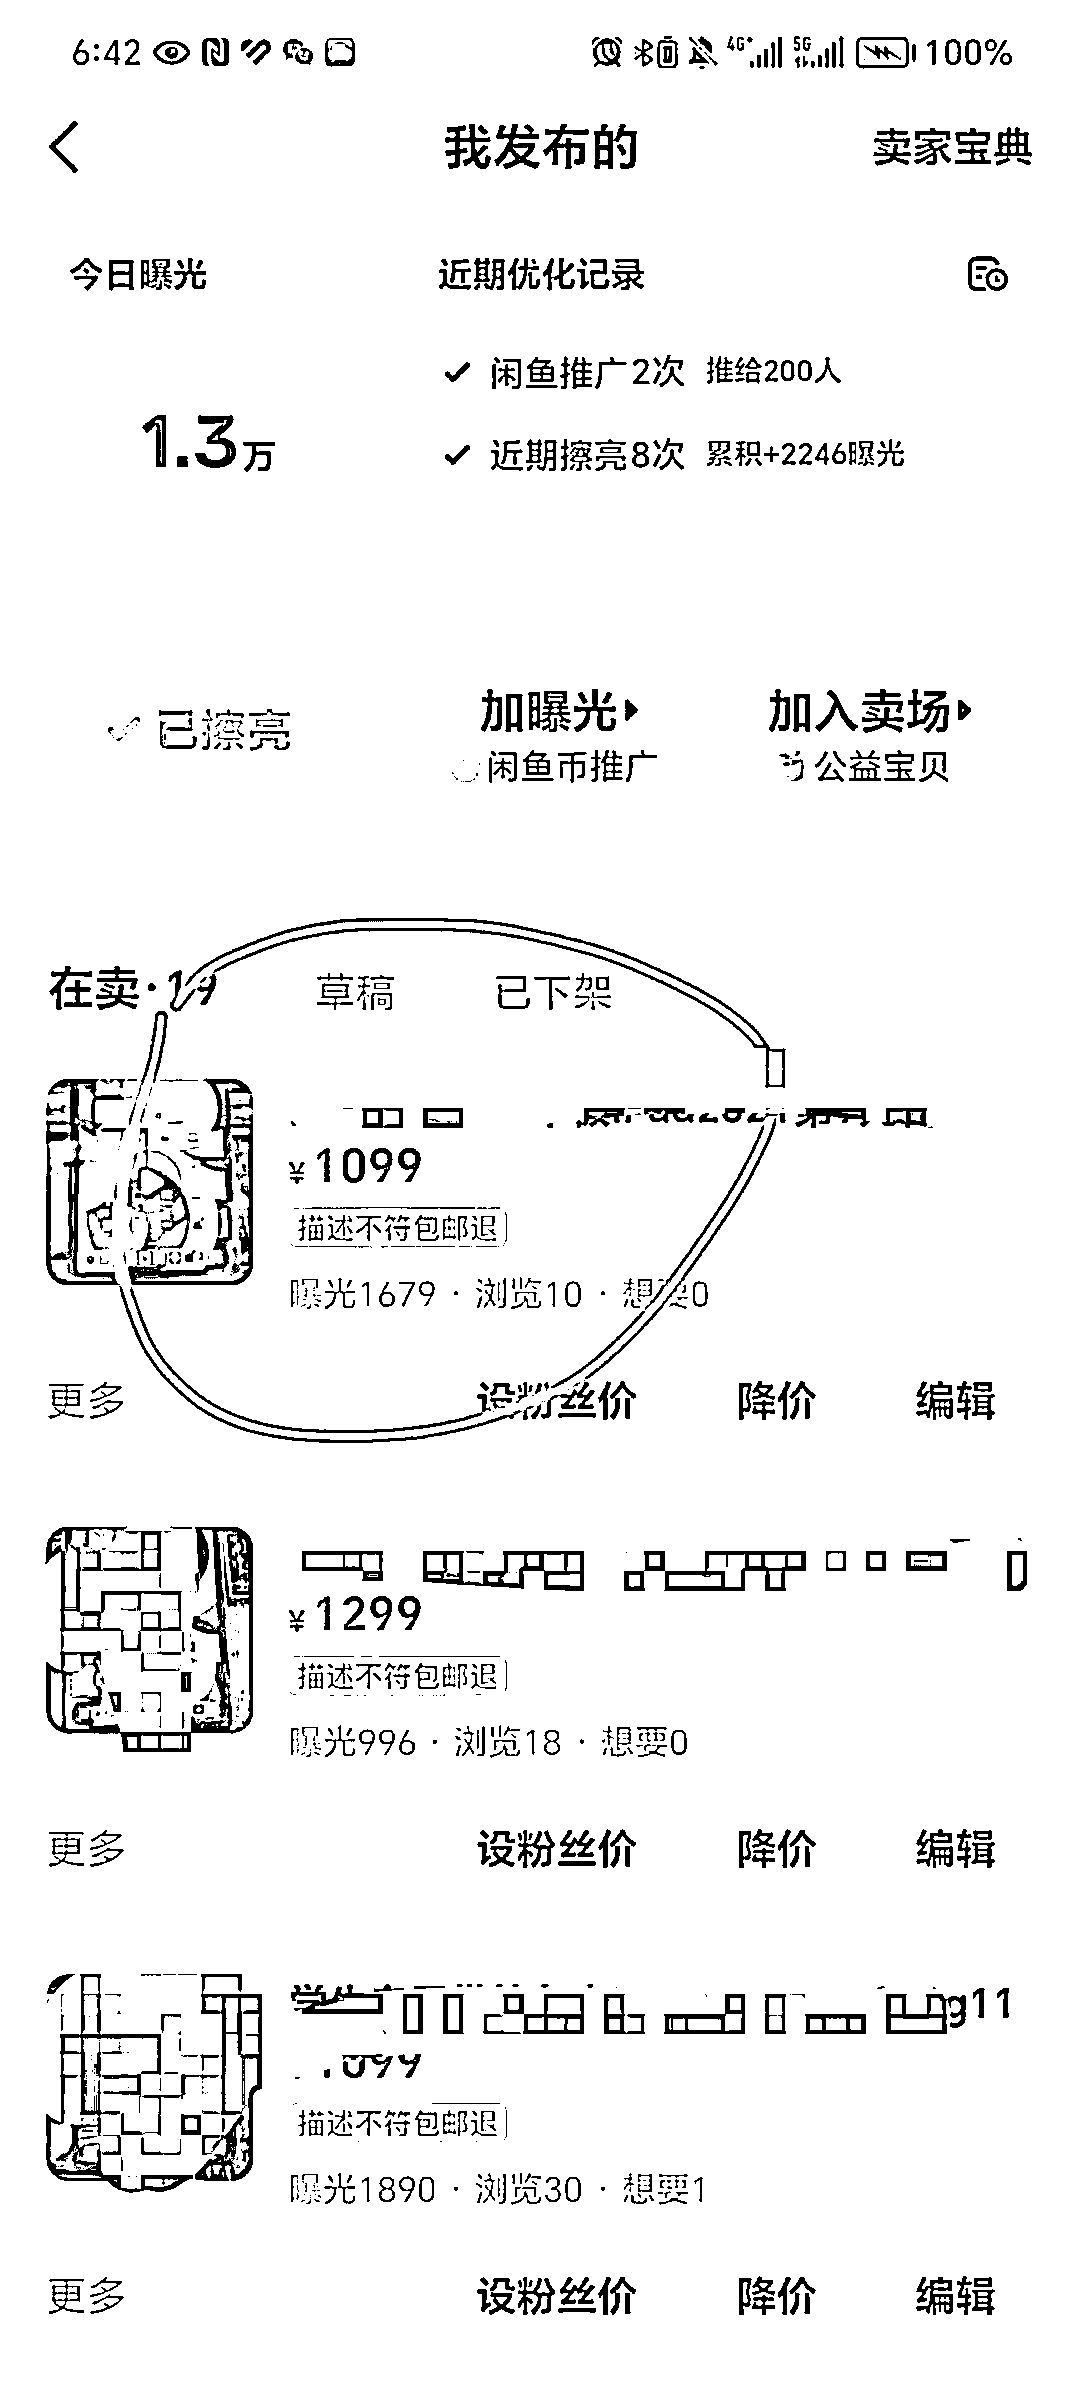 6:42 4G+ 5G 100%
我发布的 卖家宝典
今日曝光 近期优化记录
闲鱼推广2次 推给200人
1.3万
近期擦亮8次 累积+2246曝光
已擦亮 加曝光 加入卖场
闲鱼币推广 公益宝贝
在卖·19 草稿 已下架
¥1099
描述不符包邮退
曝光1679 · 浏览10 · 想要0
更多 设粉丝价 降价 编辑
¥1299
描述不符包邮退
曝光996 · 浏览18 · 想要0
更多 设粉丝价 降价 编辑
g11
描述不符包邮退
曝光1890 · 浏览30 · 想要1
更多 设粉丝价 降价 编辑